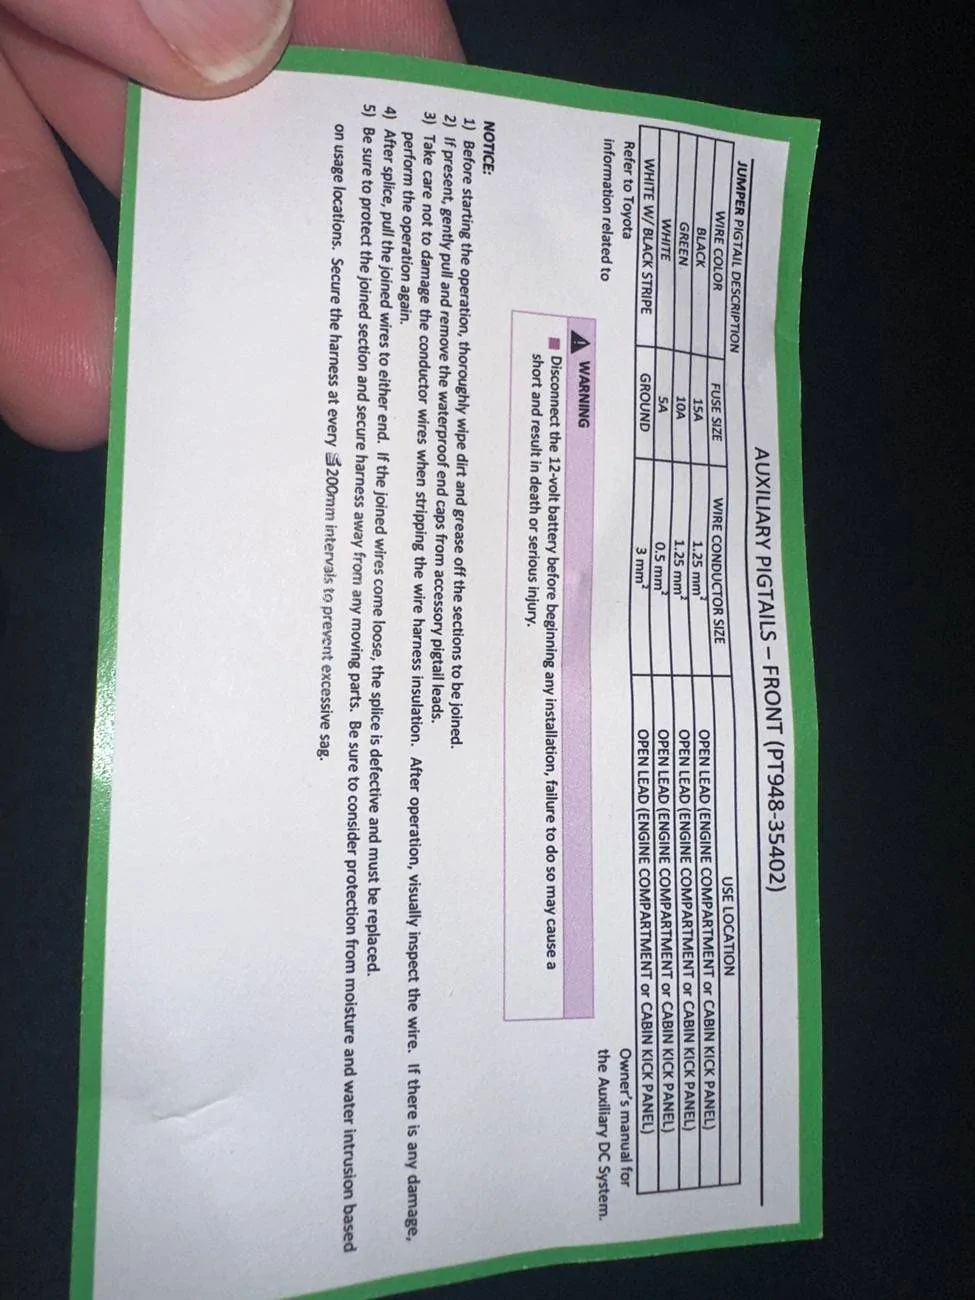 AUXILIARY PIGTAILS – FRONT (PT948-35402)
JUMPER PIGTAIL DESCRIPTION
WIRE COLOR FUSE SIZE WIRE CONDUCTOR SIZE USE LOCATION
BLACK 15A 1.25 mm² OPEN LEAD (ENGINE COMPARTMENT or CABIN KICK PANEL)
GREEN 10A 1.25 mm² OPEN LEAD (ENGINE COMPARTMENT or CABIN KICK PANEL)
WHITE 5A 0.5 mm² OPEN LEAD (ENGINE COMPARTMENT or CABIN KICK PANEL)
WHITE W/ BLACK STRIPE GROUND 3 mm² OPEN LEAD (ENGINE COMPARTMENT or CABIN KICK PANEL)
Refer to Toyota Owner's manual for
information related to the Auxiliary DC System.
WARNING
Disconnect the 12-volt battery before beginning any installation, failure to do so may cause a
short and result in death or serious injury.
NOTICE:
1) Before starting the operation, thoroughly wipe dirt and grease off the sections to be joined.
2) If present, gently pull and remove the waterproof end caps from accessory pigtail leads.
3) Take care not to damage the conductor wires when stripping the wire harness insulation. After operation, visually inspect the wire. If there is any damage,
perform the operation again.
4) After splice, pull the joined wires to either end. If the joined wires come loose, the splice is defective and must be replaced.
5) Be sure to protect the joined section and secure harness away from any moving parts. Be sure to consider protection from moisture and water intrusion based
on usage locations. Secure the harness at every 200mm intervals to prevent excessive sag.